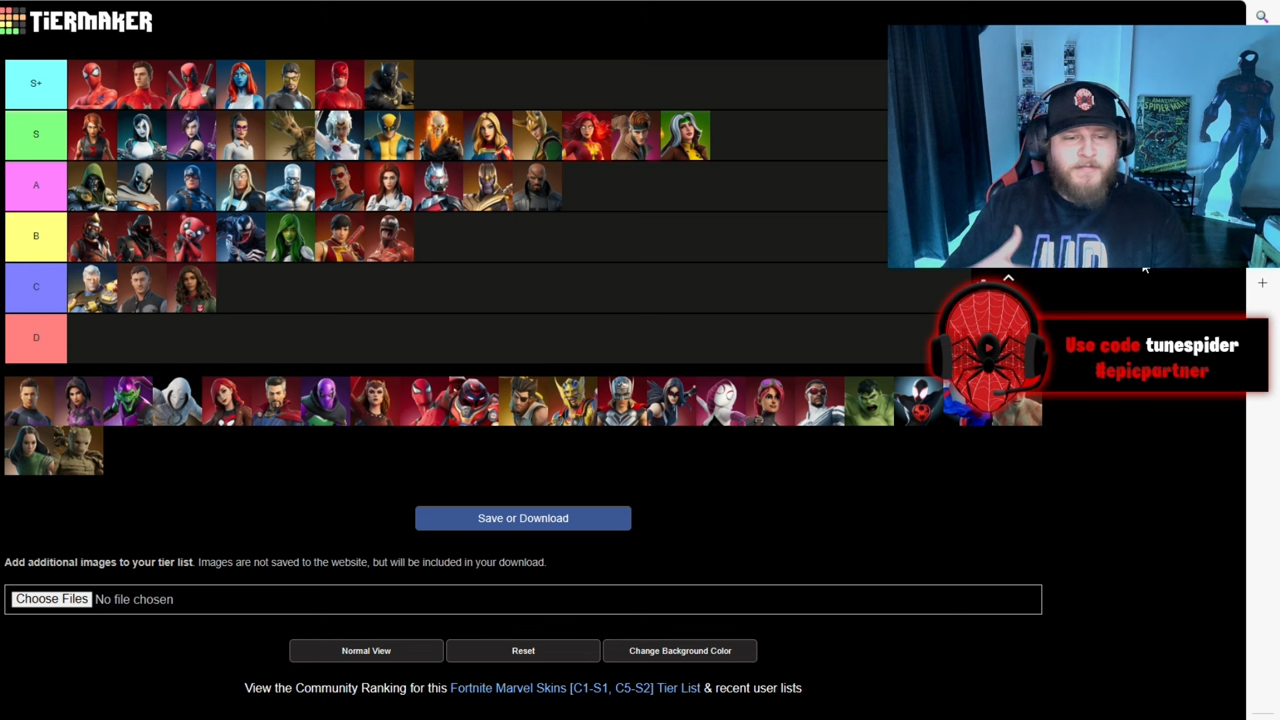 TiERMAKER
S+
S
A
B
C
D
Use code tunespider
#epicpartner
Save or Download
Add additional images to your tier list. Images are not saved to the website, but will be included in your download.
Choose Files No file chosen
Normal View
Reset
Change Background Color
View the Community Ranking for this Fortnite Marvel Skins [C1-S1, C5-S2] Tier List & recent user lists